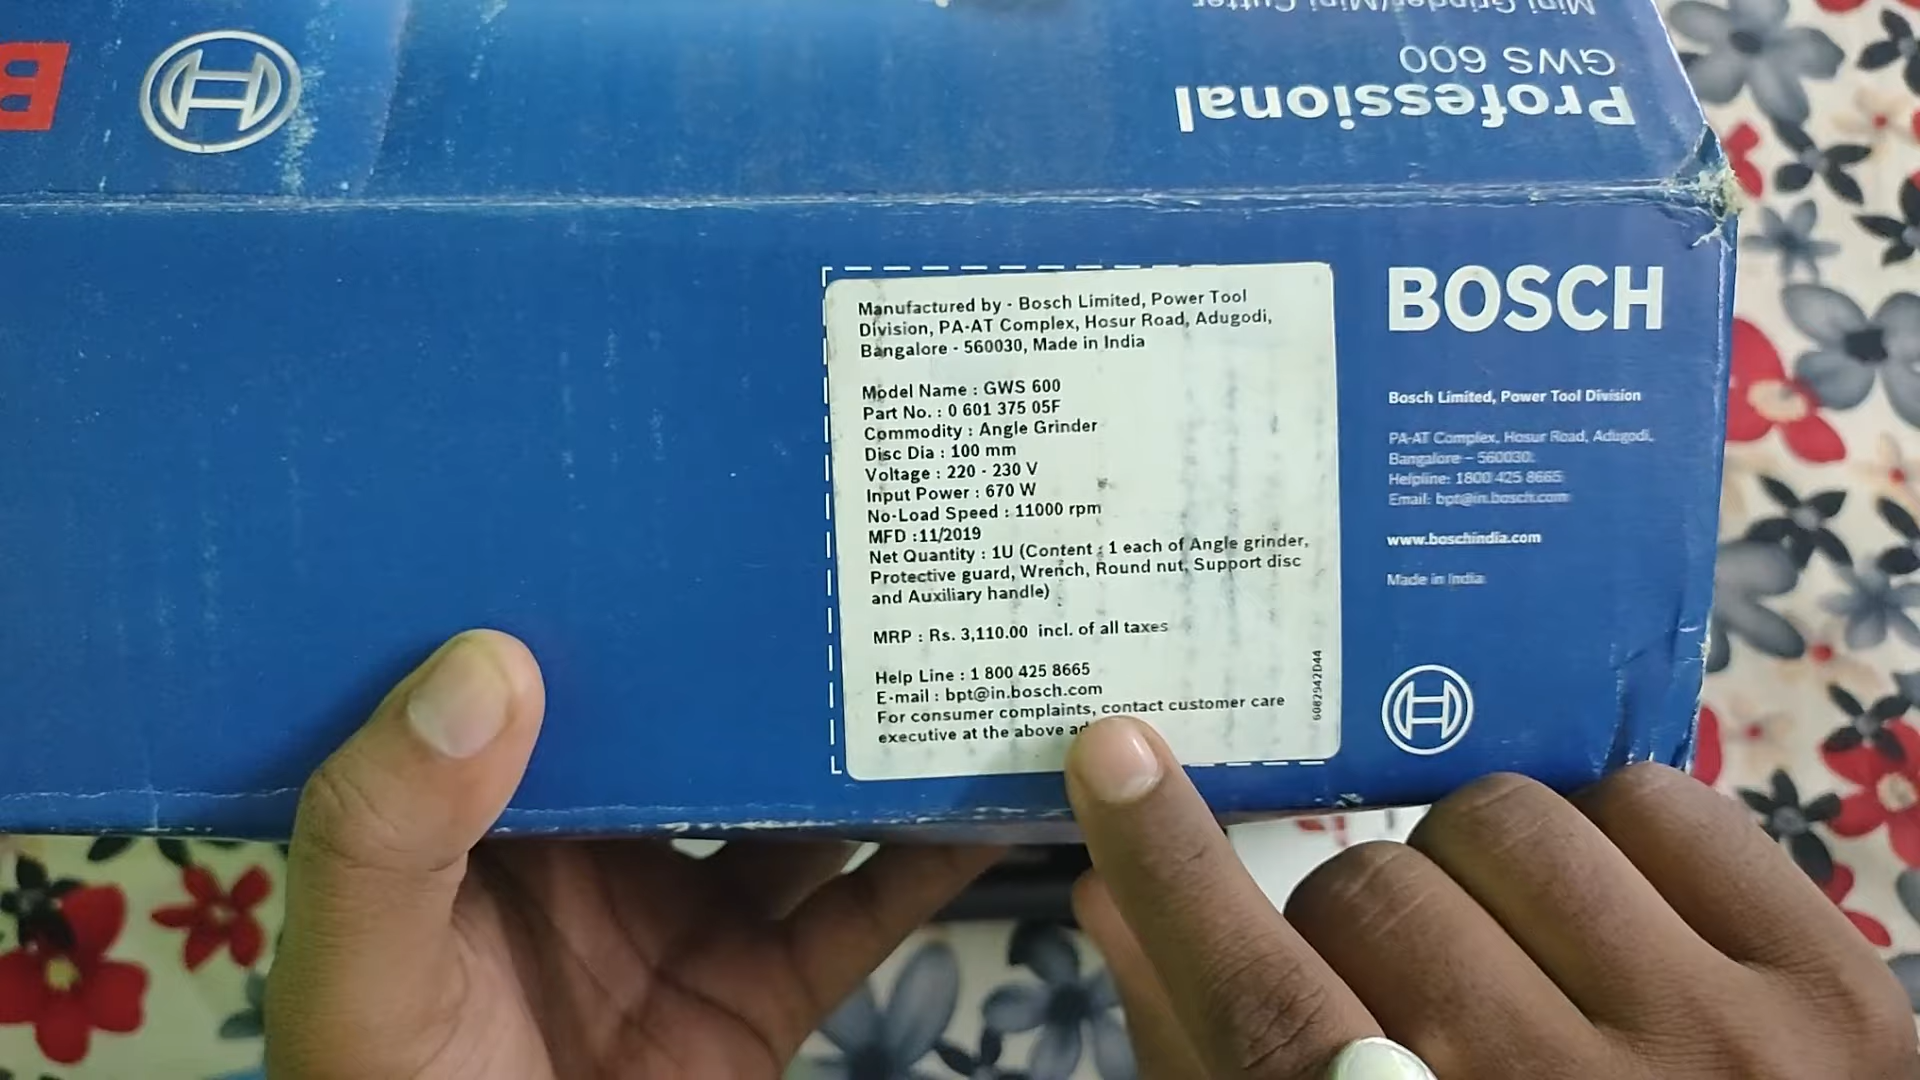 Mini Grinder/Mini Cutter
GWS 600
Professional
B
Manufactured by - Bosch Limited, Power Tool
Division, PA-AT Complex, Hosur Road, Adugodi,
Bangalore - 560030, Made in India
Model Name : GWS 600
Part No. : 0 601 375 05F
Commodity : Angle Grinder
Disc Dia : 100 mm
Voltage : 220 - 230 V
Input Power : 670 W
No-Load Speed : 11000 rpm
MFD :11/2019
Net Quantity : 1U (Content : 1 each of Angle grinder,
Protective guard, Wrench, Round nut, Support disc
and Auxiliary handle)
MRP : Rs. 3,110.00 incl. of all taxes
Help Line : 1 800 425 8665
E-mail : bpt@in.bosch.com
For consumer complaints, contact customer care
executive at the above
6082942D44
BOSCH
Bosch Limited, Power Tool Division
PA-AT Complex, Hosur Road, Adugodi,
Bangalore – 560030.
Helpline: 1800 425 8665
Email: bpt@in.bosch.com
www.boschindia.com
Made in India